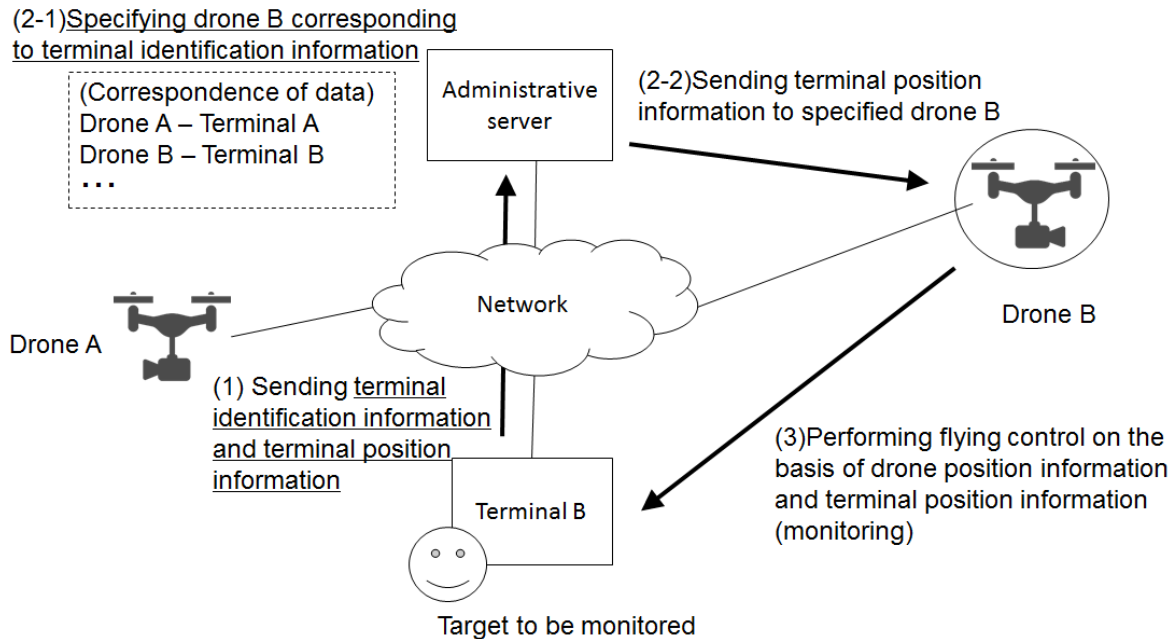 (2-1)Specifying drone B corresponding
to terminal identification information
(Correspondence of data)
Drone A – Terminal A
Drone B – Terminal B
...
Administrative
server
(2-2)Sending terminal position
information to specified drone B
Network
Drone A
Drone B
(1) Sending terminal
identification information
and terminal position
information
(3)Performing flying control on the
basis of drone position information
and terminal position information
(monitoring)
Terminal B
Target to be monitored